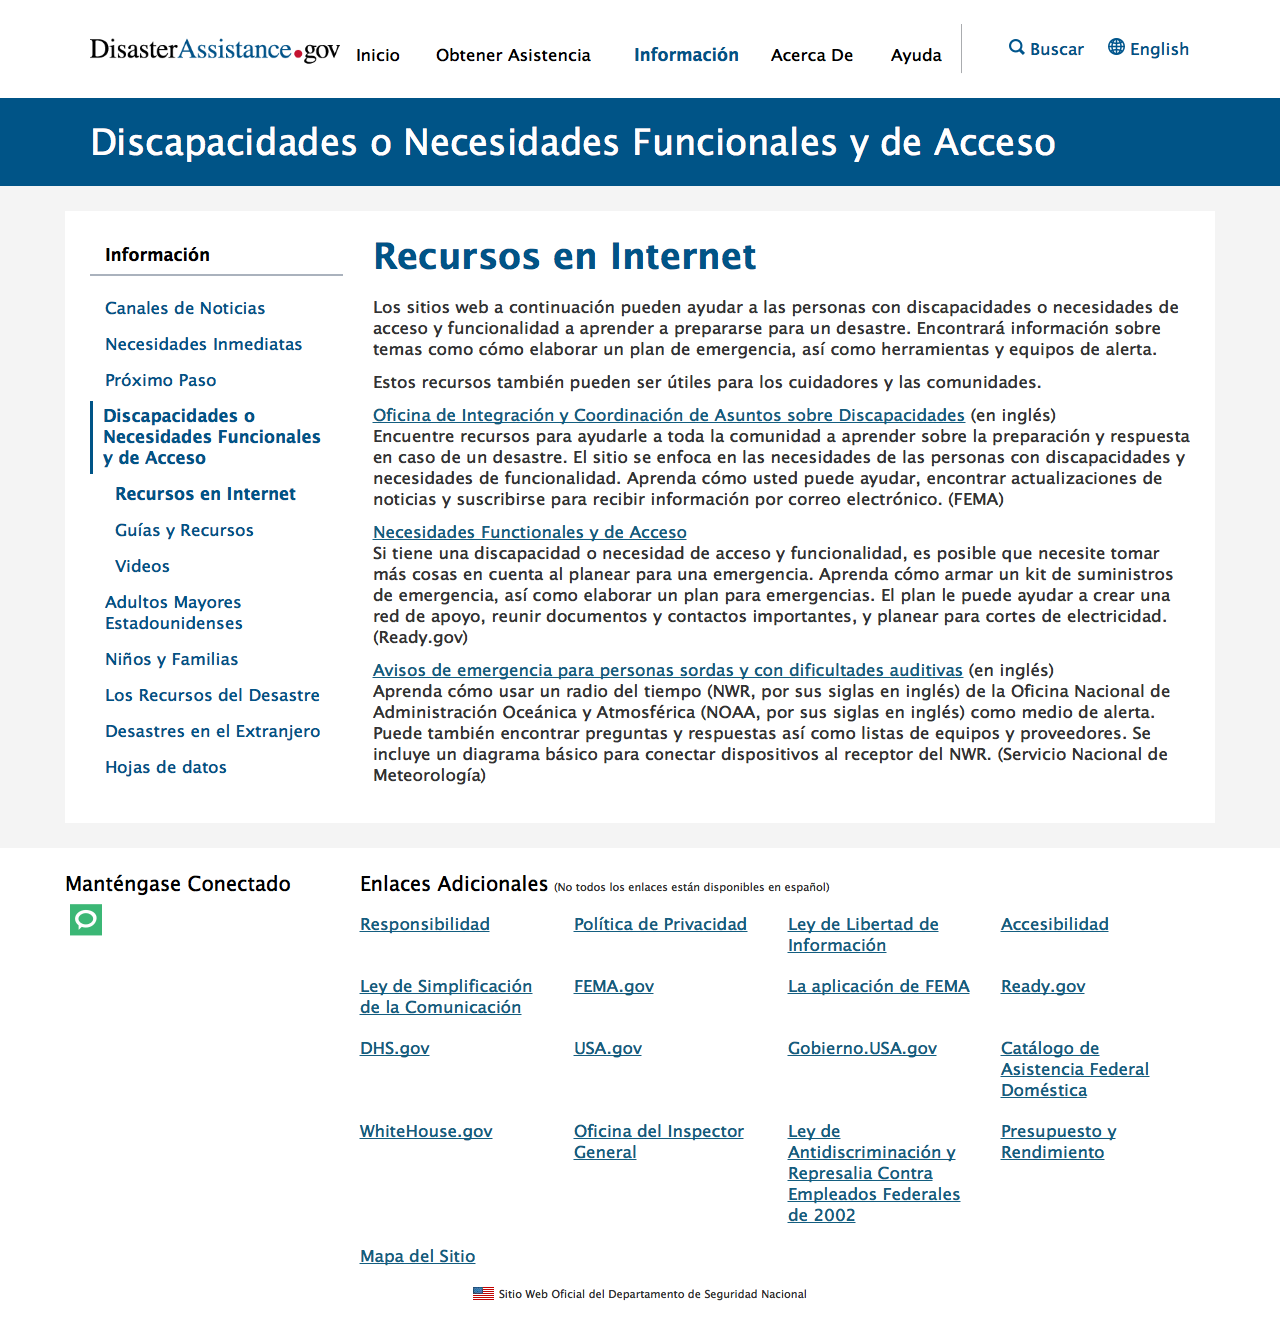 DisasterAssistance.gov
Inicio
Obtener Asistencia
Información
Acerca De
Ayuda
Buscar
English
Discapacidades o Necesidades Funcionales y de Acceso
Información
Canales de Noticias
Necesidades Inmediatas
Próximo Paso
Discapacidades o
Necesidades Funcionales
y de Acceso
Recursos en Internet
Guías y Recursos
Videos
Adultos Mayores
Estadounidenses
Niños y Familias
Los Recursos del Desastre
Desastres en el Extranjero
Hojas de datos
Recursos en Internet
Los sitios web a continuación pueden ayudar a las personas con discapacidades o necesidades de
acceso y funcionalidad a aprender a prepararse para un desastre. Encontrará información sobre
temas como cómo elaborar un plan de emergencia, así como herramientas y equipos de alerta.
Estos recursos también pueden ser útiles para los cuidadores y las comunidades.
Oficina de Integración y Coordinación de Asuntos sobre Discapacidades (en inglés)
Encuentre recursos para ayudarle a toda la comunidad a aprender sobre la preparación y respuesta
en caso de un desastre. El sitio se enfoca en las necesidades de las personas con discapacidades y
necesidades de funcionalidad. Aprenda cómo usted puede ayudar, encontrar actualizaciones de
noticias y suscribirse para recibir información por correo electrónico. (FEMA)
Necesidades Functionales y de Acceso
Si tiene una discapacidad o necesidad de acceso y funcionalidad, es posible que necesite tomar
más cosas en cuenta al planear para una emergencia. Aprenda cómo armar un kit de suministros
de emergencia, así como elaborar un plan para emergencias. El plan le puede ayudar a crear una
red de apoyo, reunir documentos y contactos importantes, y planear para cortes de electricidad.
(Ready.gov)
Avisos de emergencia para personas sordas y con dificultades auditivas (en inglés)
Aprenda cómo usar un radio del tiempo (NWR, por sus siglas en inglés) de la Oficina Nacional de
Administración Oceánica y Atmosférica (NOAA, por sus siglas en inglés) como medio de alerta.
Puede también encontrar preguntas y respuestas así como listas de equipos y proveedores. Se
incluye un diagrama básico para conectar dispositivos al receptor del NWR. (Servicio Nacional de
Meteorología)
Manténgase Conectado
Enlaces Adicionales (No todos los enlaces están disponibles en español)
Responsibilidad
Política de Privacidad
Ley de Libertad de
Información
Accesibilidad
Ley de Simplificación
de la Comunicación
FEMA.gov
La aplicación de FEMA
Ready.gov
DHS.gov
USA.gov
Gobierno.USA.gov
Catálogo de
Asistencia Federal
Doméstica
WhiteHouse.gov
Oficina del Inspector
General
Ley de
Antidiscriminación y
Represalia Contra
Empleados Federales
de 2002
Presupuesto y
Rendimiento
Mapa del Sitio
Sitio Web Oficial del Departamento de Seguridad Nacional